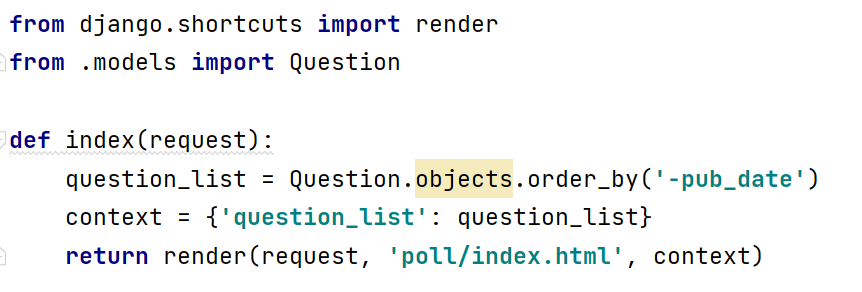 from django.shortcuts import render
from .models import Question
def index(request):
    question_list = Question.objects.order_by('-pub_date')
    context = {'question_list': question_list}
    return render(request, 'poll/index.html', context)